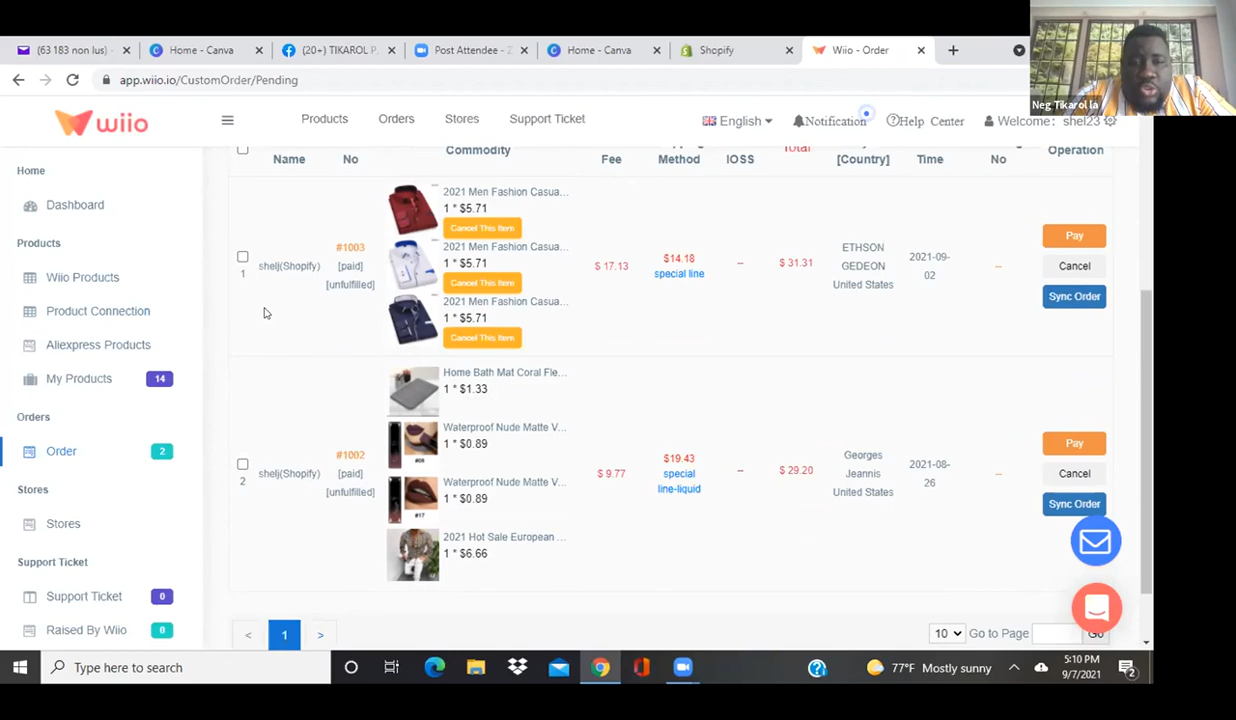 (63 183 non lus)
Home - Canva
(20+) TIKAROL P
Post Attendee - Z
Home - Canva
Shopify
Wiio - Order
app.wiio.io/CustomOrder/Pending
Neg Tikarol la
wiio
Products
Orders
Stores
Support Ticket
English
Notification
Help Center
Welcome: shel23
Name
No
Commodity
Fee
Method
IOSS
Total
[Country]
Time
No
Operation
Home
Dashboard
Products
Wiio Products
Product Connection
Aliexpress Products
My Products 14
Orders
Order 2
Stores
Stores
Support Ticket
Support Ticket 0
Raised By Wiio 0
1
shelj(Shopify)
#1003
[paid]
[unfulfilled]
2021 Men Fashion Casua...
1 * $5.71
Cancel This Item
2021 Men Fashion Casua...
1 * $5.71
Cancel This Item
2021 Men Fashion Casua...
1 * $5.71
Cancel This Item
$ 17.13
$14.18
special line
--
$ 31.31
ETHSON
GEDEON
United States
2021-09-
02
--
Pay
Cancel
Sync Order
2
shelj(Shopify)
#1002
[paid]
[unfulfilled]
Home Bath Mat Coral Fle...
1 * $1.33
Waterproof Nude Matte V...
1 * $0.89
Waterproof Nude Matte V...
1 * $0.89
#17
2021 Hot Sale European ...
1 * $6.66
$ 9.77
$19.43
special
line-liquid
--
$ 29.20
Georges
Jeannis
United States
2021-08-
26
--
Pay
Cancel
Sync Order
<
1
>
10
Go to Page
Go
Type here to search
77°F Mostly sunny
5:10 PM
9/7/2021
2